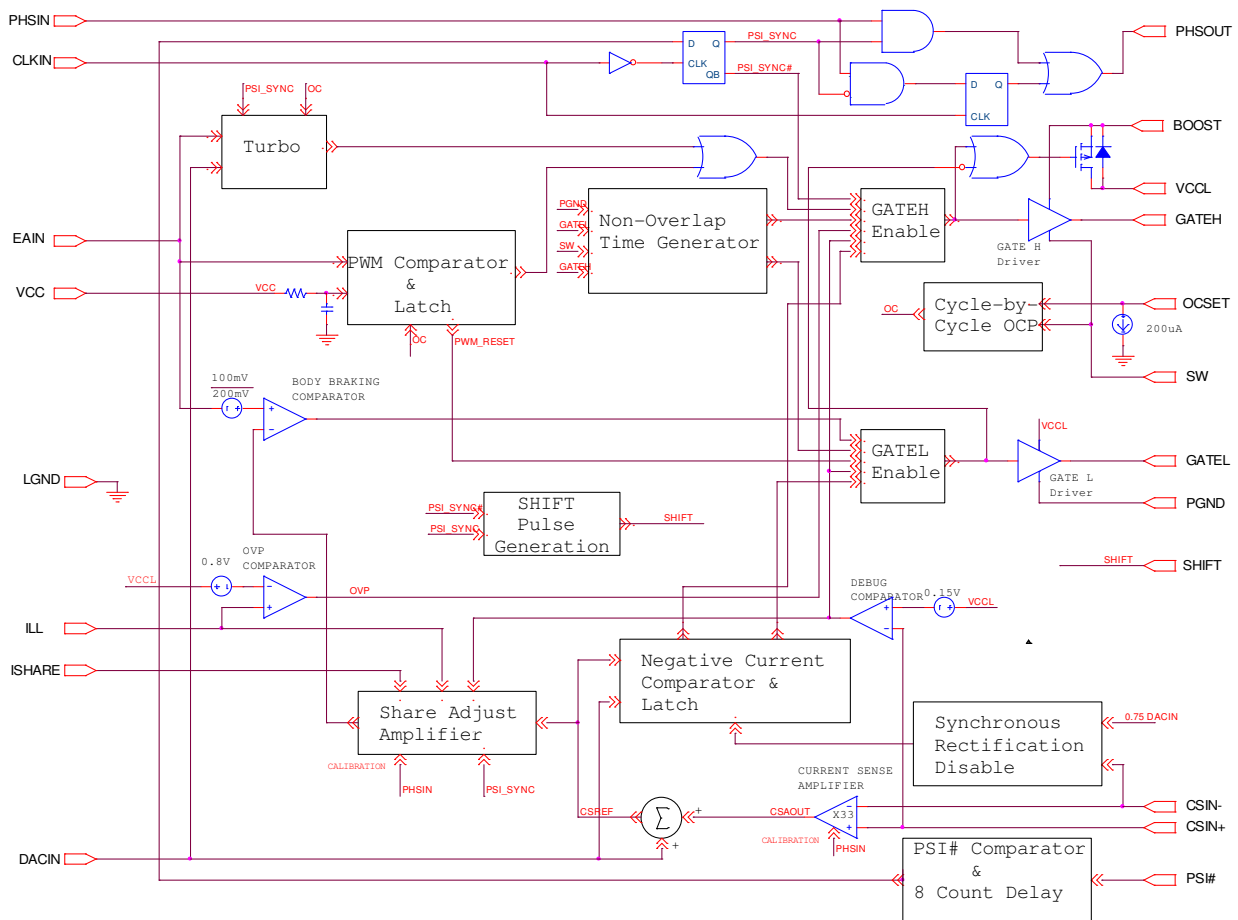 PHSIN
CLKIN
PSI_SYNC
OC
Turbo
D
Q
CLK
QB
PSI_SYNC
PSI_SYNC#
D
Q
CLK
PHSOUT
BOOST
VCCL
GATEH
EAIN
VCC
VCC
PWM Comparator
&
Latch
OC
PWM_RESET
PGND
GATEL
SW
GATEH
Non-Overlap
Time Generator
GATEH
Enable
GATE H
Driver
OC
Cycle-by-
Cycle OCP
200uA
OCSET
SW
100mV
200mV
BODY BRAKING
COMPARATOR
+
−
GATEL
Enable
VCCL
GATE L
Driver
GATEL
PGND
LGND
PSI_SYNC#
PSI_SYNC
SHIFT
Pulse
Generation
SHIFT
SHIFT
SHIFT
VCCL
0.8V
OVP
COMPARATOR
−
+
OVP
DEBUG
COMPARATOR
0.15V
VCCL
+
−
ILL
ISHARE
Share Adjust
Amplifier
CALIBRATION
PHSIN
PSI_SYNC
Negative Current
Comparator &
Latch
Synchronous
Rectification
Disable
0.75 DACIN
CSREF
Σ
+
+
CSAOUT
CURRENT SENSE
AMPLIFIER
X33
−
+
CALIBRATION
PHSIN
CSIN-
CSIN+
DACIN
PSI# Comparator
&
8 Count Delay
PSI#